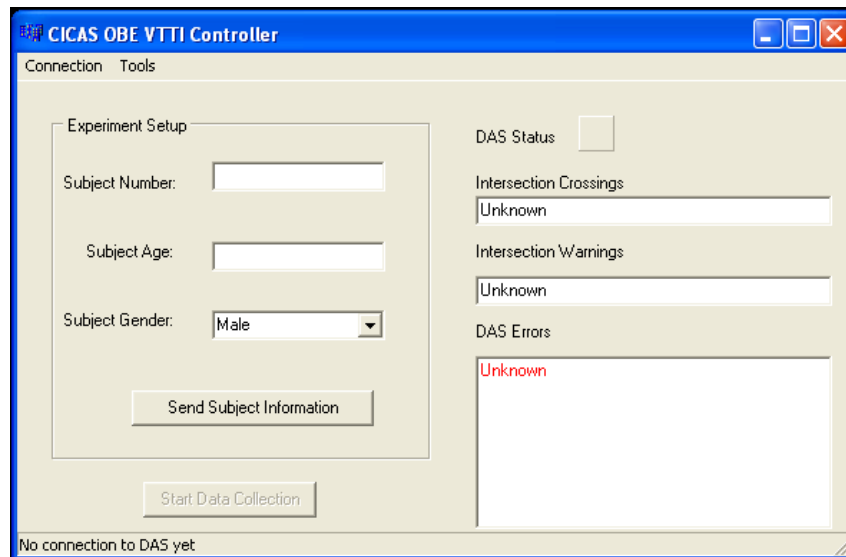 CICAS OBE VTTI Controller
Connection Tools
Experiment Setup
Subject Number:
Subject Age:
Subject Gender: Male
Send Subject Information
Start Data Collection
DAS Status
Intersection Crossings
Unknown
Intersection Warnings
Unknown
DAS Errors
Unknown
No connection to DAS yet